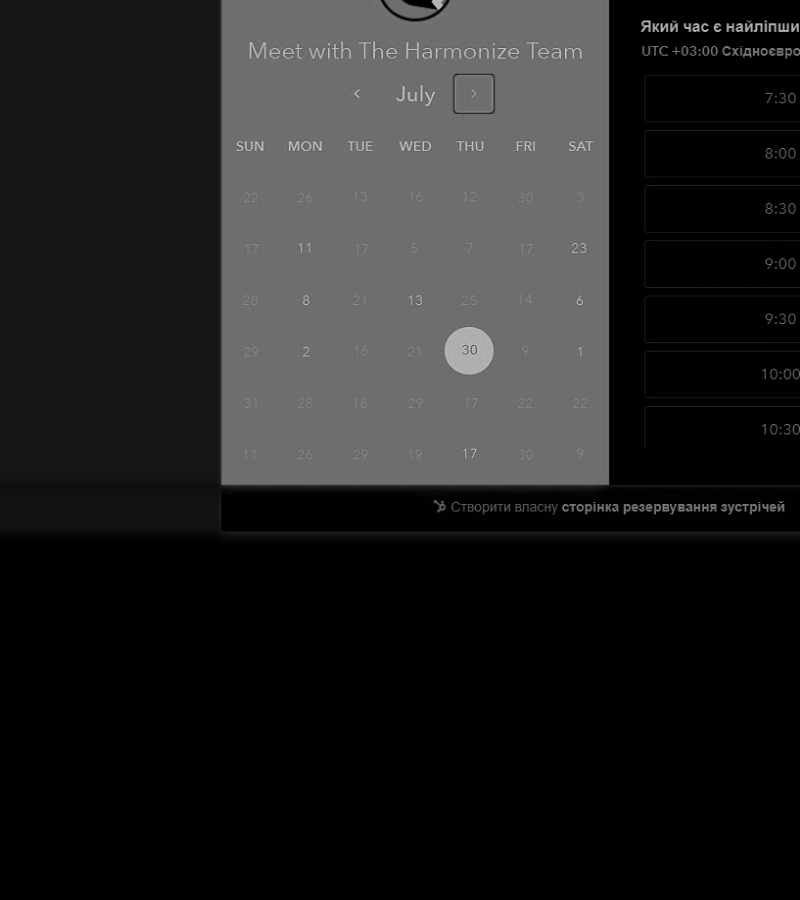 Meet with The Harmonize Team
July
SUN MON TUE WED THU FRI SAT
22 26 13 16 12 30 3
17 11 17 5 7 17 23
28 8 21 13 25 14 6
29 2 16 21 30 9 1
31 28 18 29 17 22 22
11 26 29 19 17 30 9
Який час є найліпши
UTC +03:00 Східноєвро
7:30
8:00
8:30
9:00
9:30
10:00
10:30
Створити власну сторінка резервування зустрічей